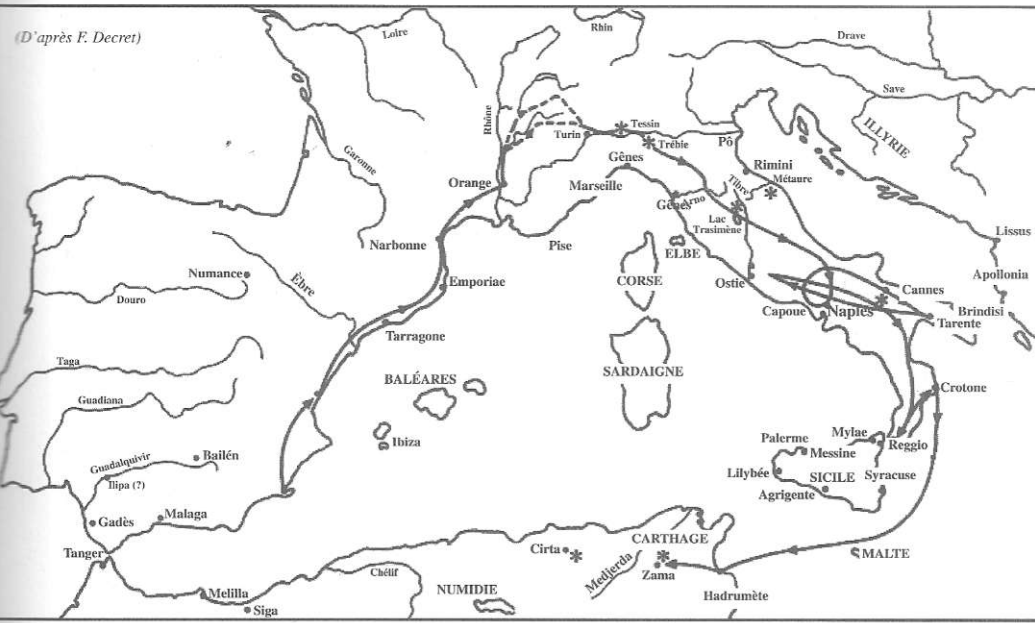 (D'après F. Decret)
Loire
Rhin
Drave
Save
ILLYRIE
Rhône
Garonne
Turin
Tessin
Trébie
Pô
Gênes
Rimini
Métaure
Tibre
Orange
Marseille
Gênes
Arno
Lac
Trasimène
Narbonne
Pise
ELBE
Lissus
Numance
Èbre
Emporiae
CORSE
Ostie
Apollonia
Douro
Cannes
Capoue
Naples
Brindisi
Tarente
Tarragone
Taga
BALÉARES
SARDAIGNE
Crotone
Guadiana
Ibiza
Mylae
Palerme
Messine
Reggio
Guadalquivir
Bailén
Lilybée
SICILE
Syracuse
Ilipa (?)
Agrigente
Gadès
Malaga
CARTHAGE
Tanger
Cirta
Medjerda
Zama
MALTE
Chélif
NUMIDIE
Hadrumète
Melilla
Siga